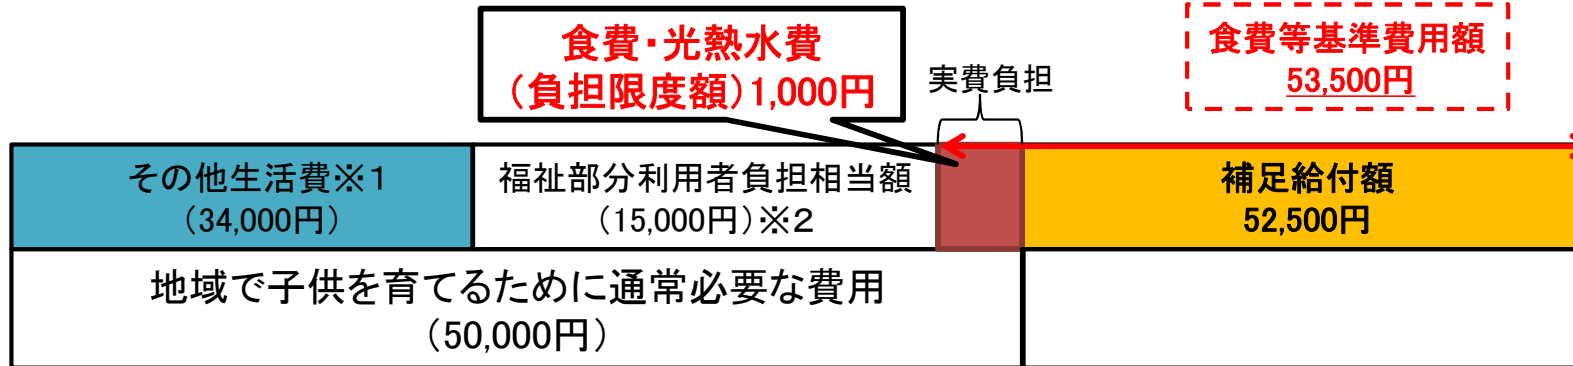 食費・光熱水費
（負担限度額）1,000円
実費負担
食費等基準費用額
53,500円
その他生活費※1
（34,000円）
福祉部分利用者負担相当額
（15,000円）※2
補足給付額
52,500円
地域で子供を育てるために通常必要な費用
（50,000円）